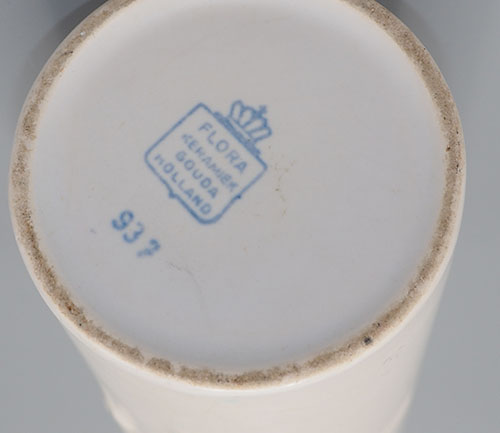 FLORA
KERAMIEK
GOUDA
HOLLAND
937